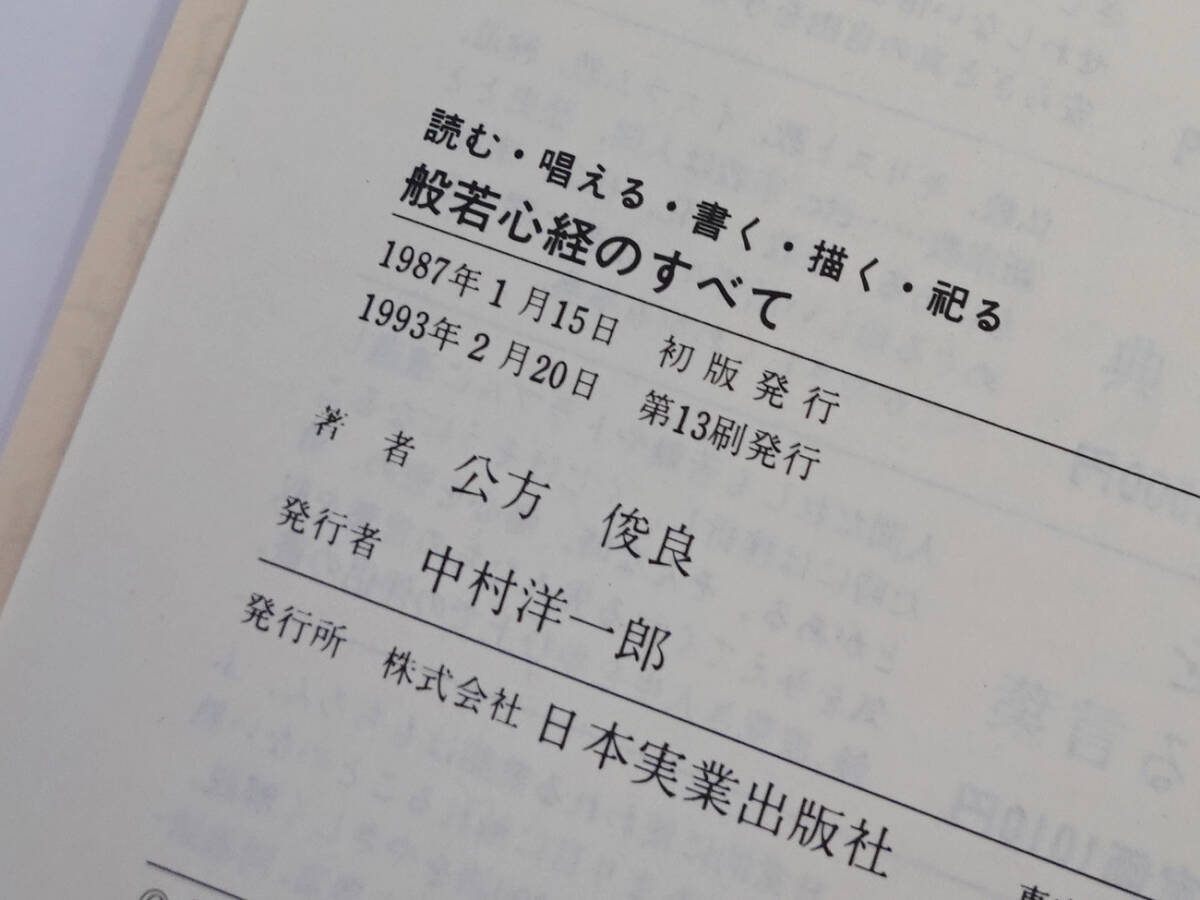 読む・唱える・書く・描く・祀る
般若心経のすべて
1987年1月15日 初版発行
1993年2月20日 第13刷発行
著者 公方 俊良
発行者 中村洋一郎
発行所 株式会社 日本実業出版社